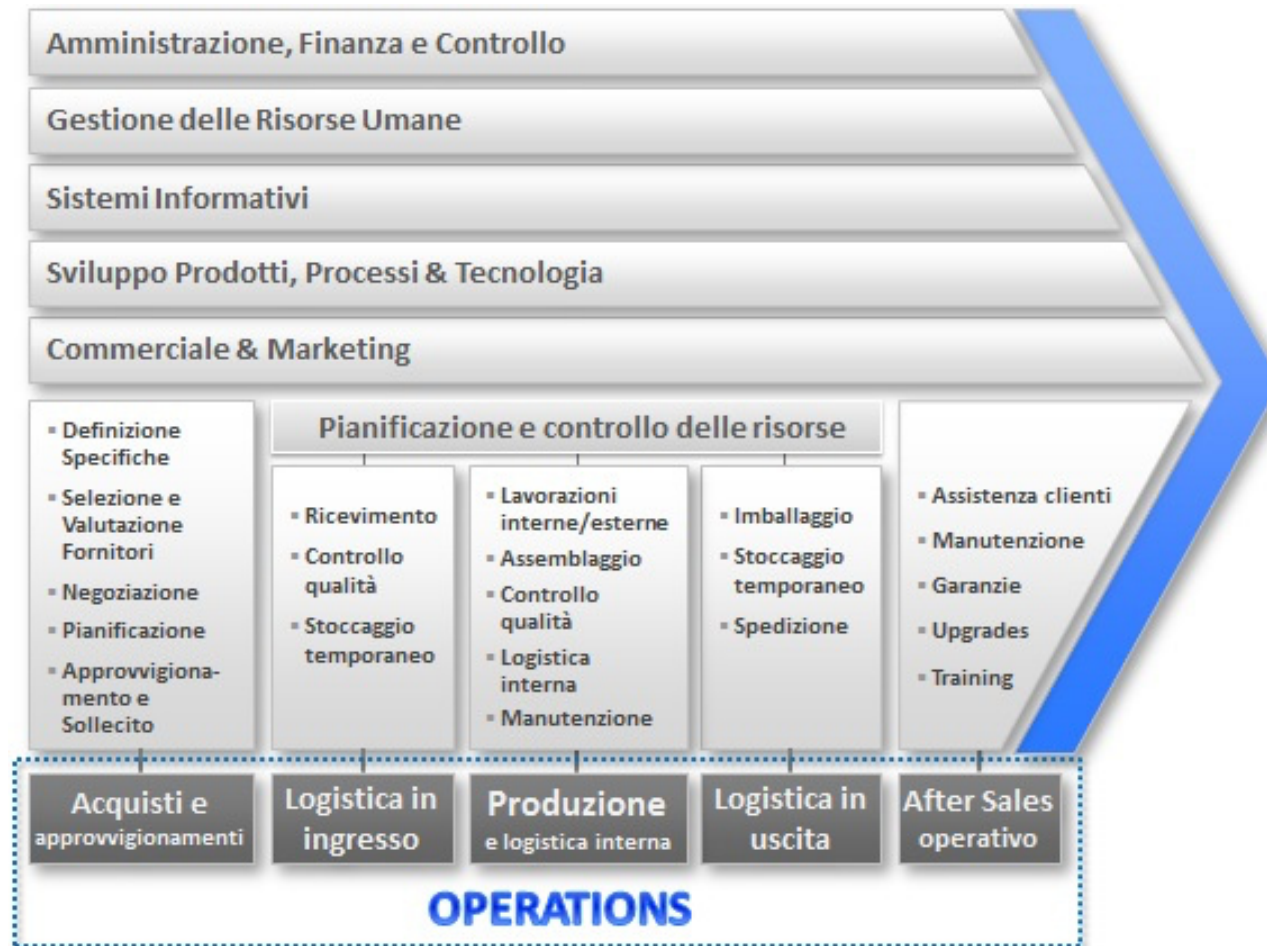 Amministrazione, Finanza e Controllo
Gestione delle Risorse Umane
Sistemi Informativi
Sviluppo Prodotti, Processi & Tecnologia
Commerciale & Marketing
▪ Definizione
Specifiche
▪ Selezione e
Valutazione
Fornitori
▪ Negoziazione
▪ Pianificazione
▪ Approvvigiona-
mento e
Sollecito
Pianificazione e controllo delle risorse
▪ Ricevimento
▪ Controllo
qualità
▪ Stoccaggio
temporaneo
▪ Lavorazioni
interne/esterne
▪ Assemblaggio
▪ Controllo
qualità
▪ Logistica
interna
▪ Manutenzione
▪ Imballaggio
▪ Stoccaggio
temporaneo
▪ Spedizione
▪ Assistenza clienti
▪ Manutenzione
▪ Garanzie
▪ Upgrades
▪ Training
Acquisti e
approvvigionamenti
Logistica in
ingresso
Produzione
e logistica interna
Logistica in
uscita
After Sales
operativo
OPERATIONS